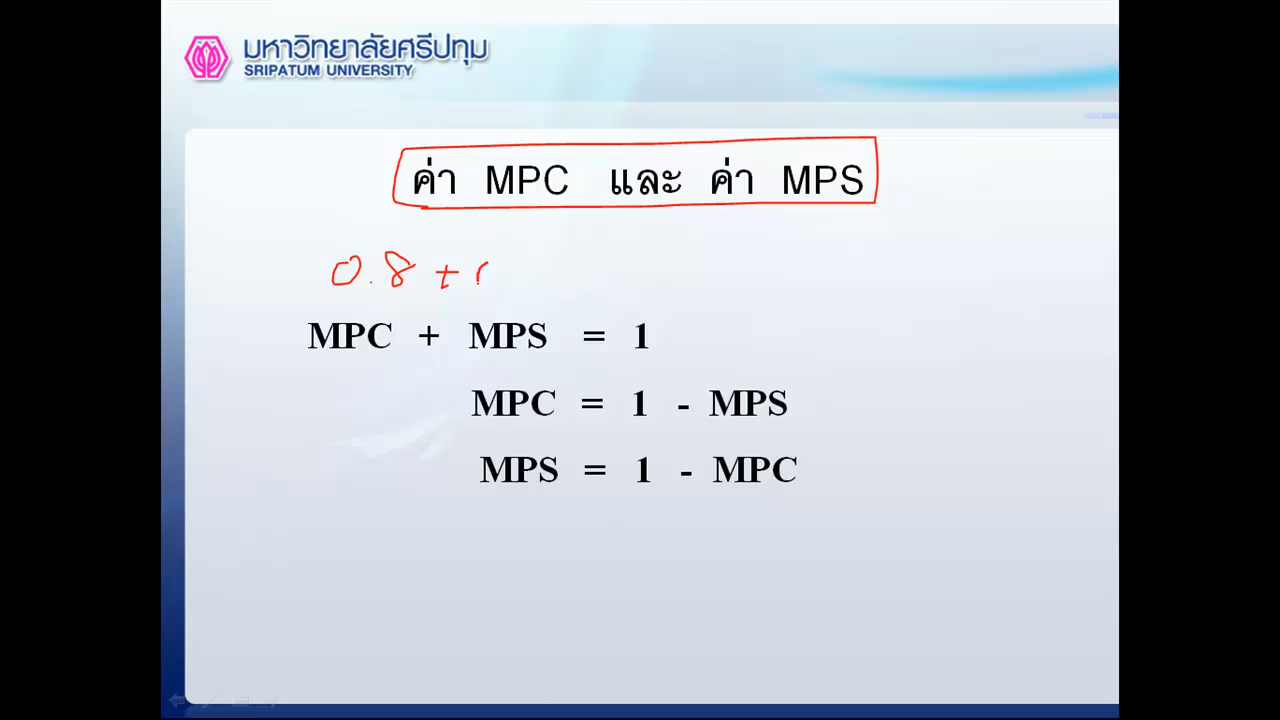 มหาวิทยาลัยศรีปทุม
SRIPATUM UNIVERSITY
ค่า MPC และ ค่า MPS
0.8 +
MPC + MPS = 1
MPC = 1 - MPS
MPS = 1 - MPC